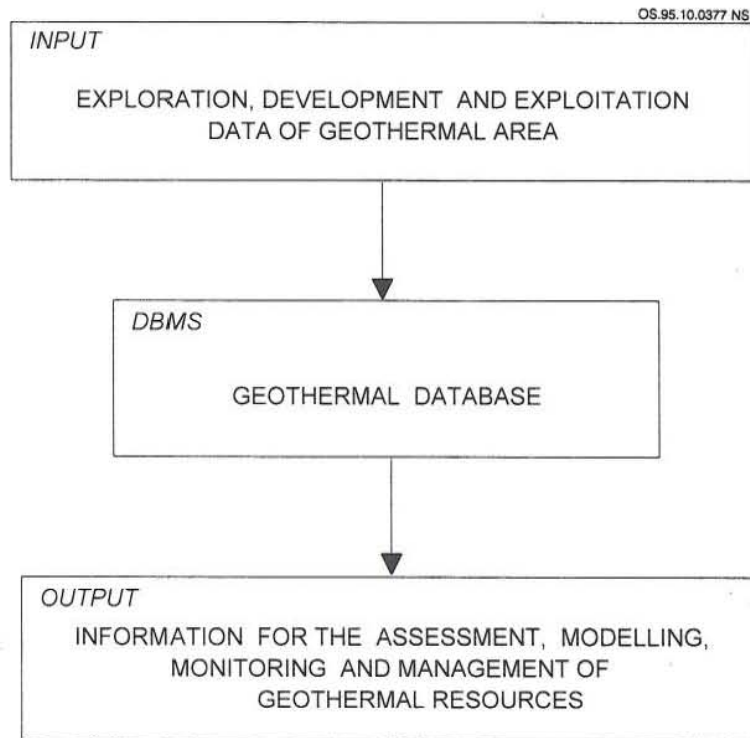 OS.95.10.0377 NS
INPUT
EXPLORATION, DEVELOPMENT AND EXPLOITATION
DATA OF GEOTHERMAL AREA
DBMS
GEOTHERMAL DATABASE
OUTPUT
INFORMATION FOR THE ASSESSMENT, MODELLING,
MONITORING AND MANAGEMENT OF
GEOTHERMAL RESOURCES